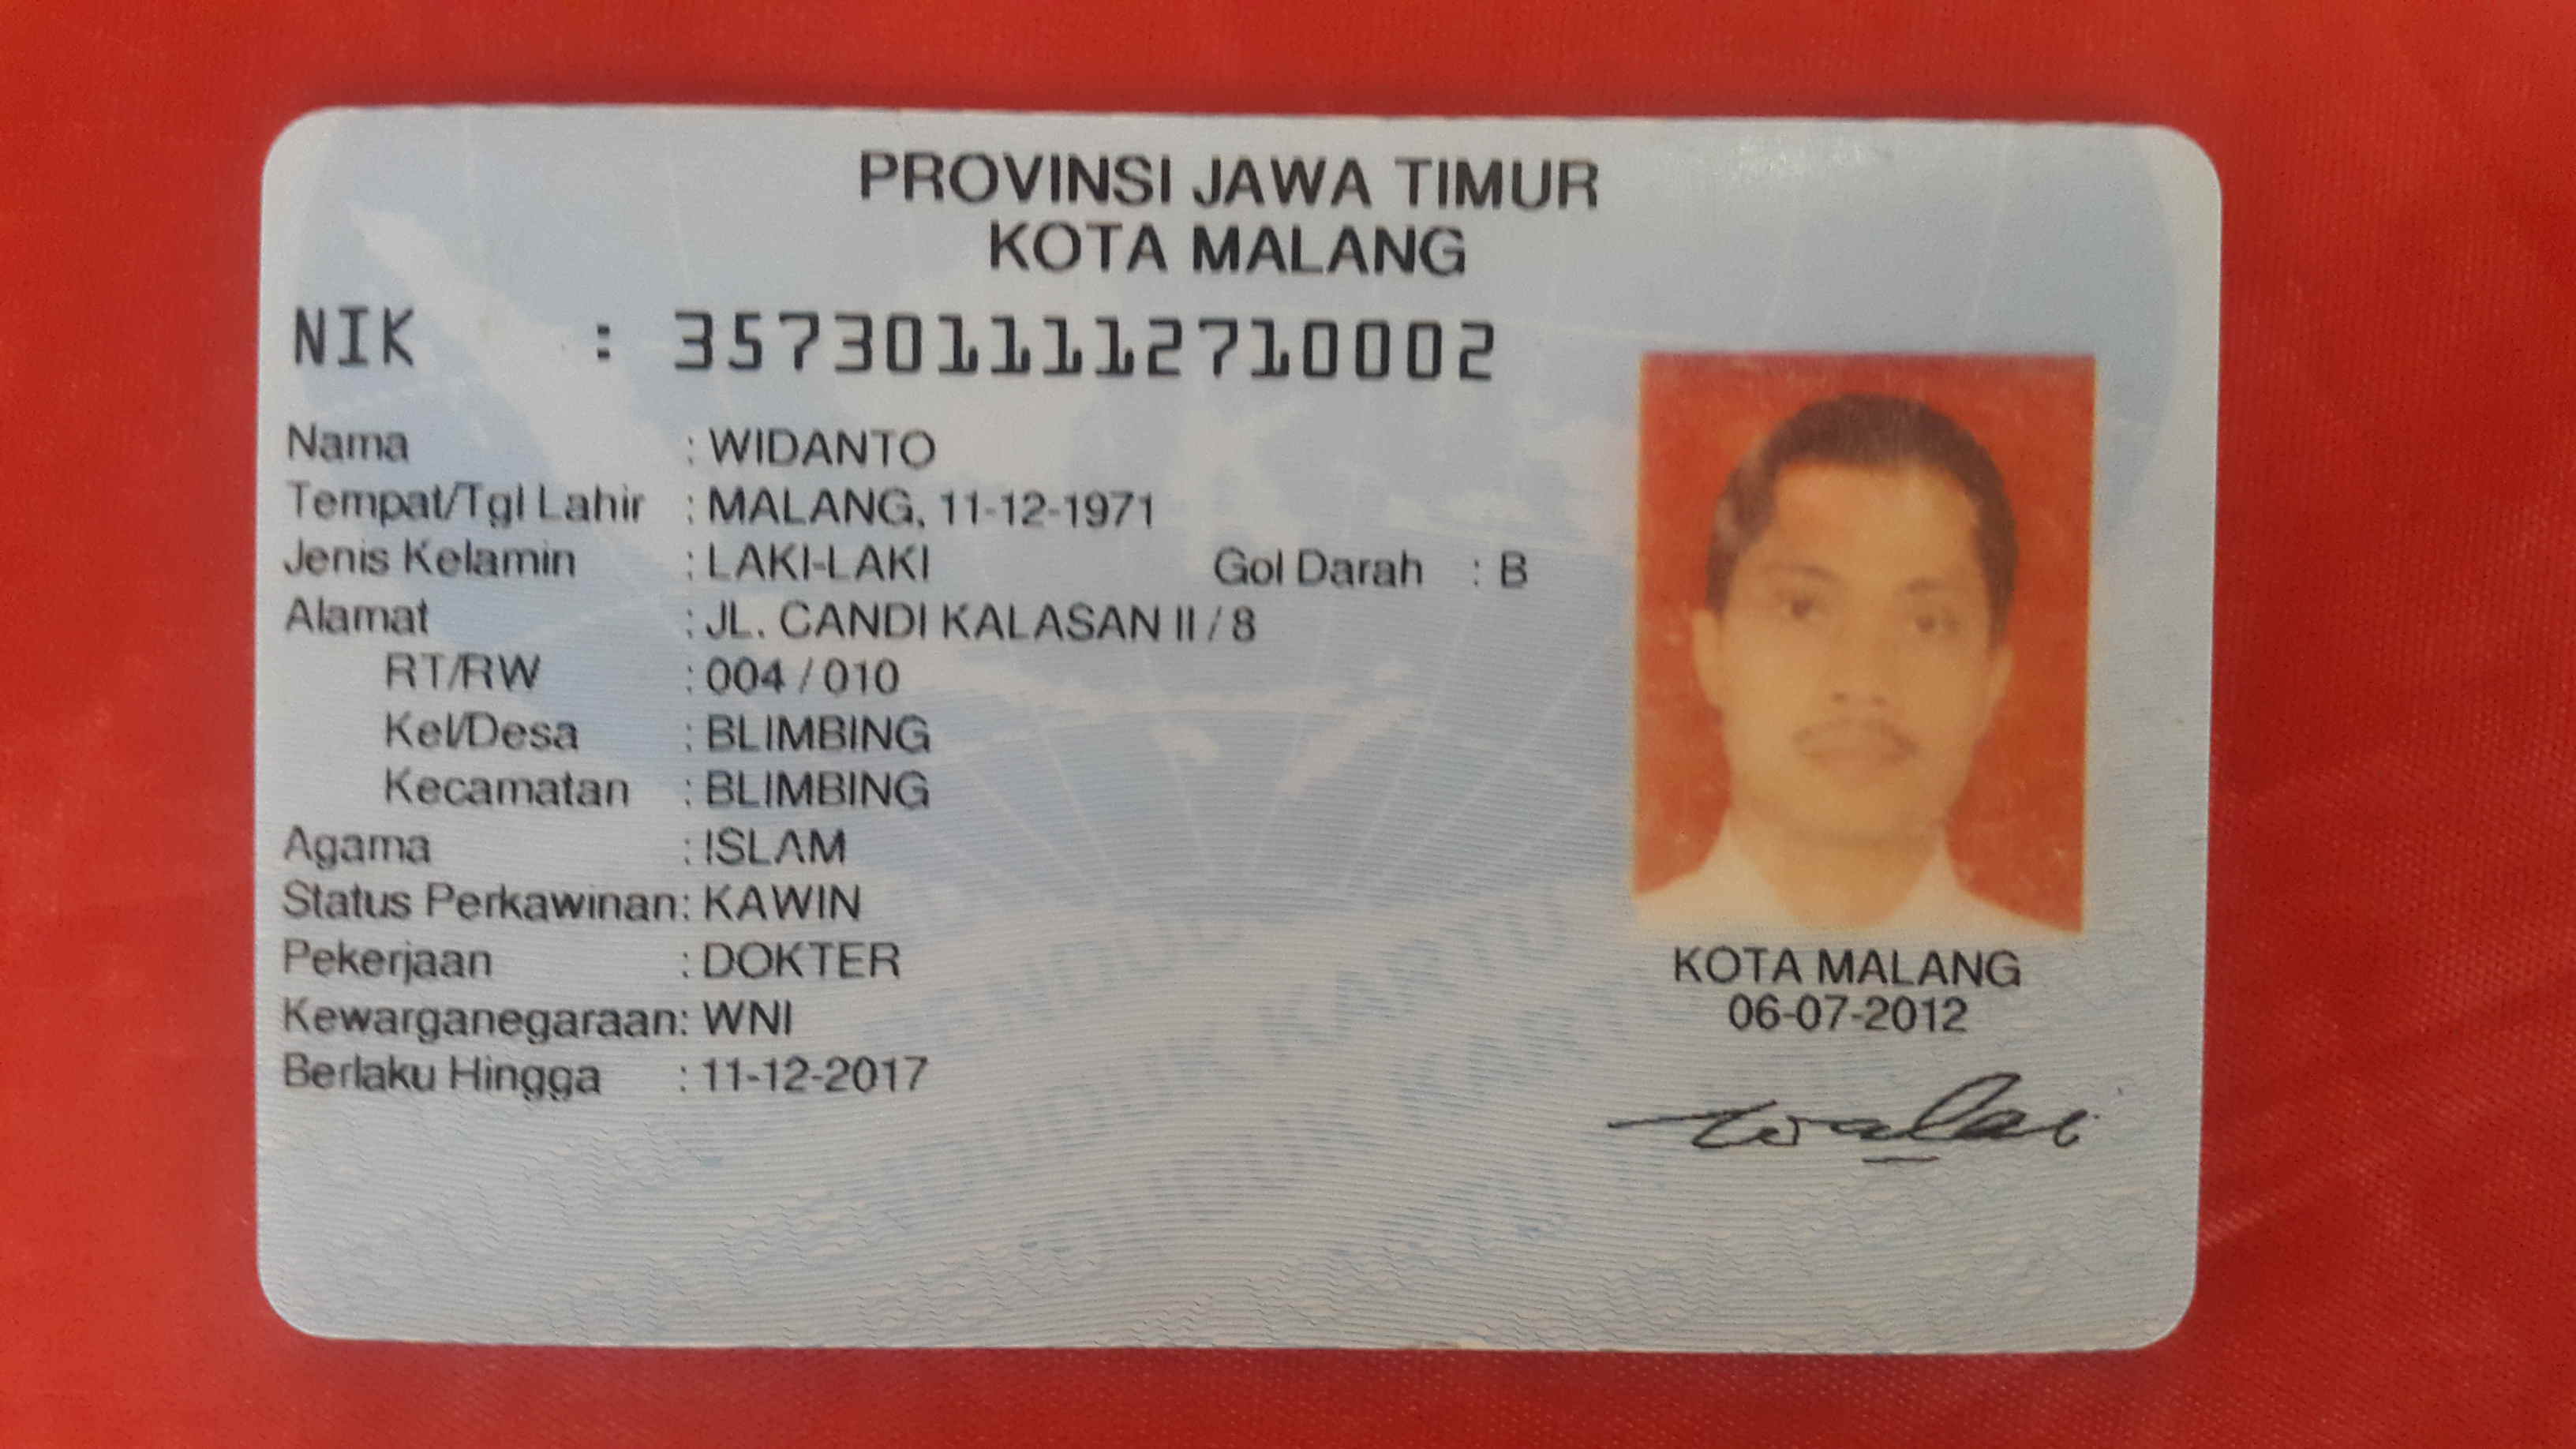 PROVINSI JAWA TIMUR
KOTA MALANG
NIK : 3573011112710002
Nama : WIDANTO
Tempat/Tgl Lahir : MALANG, 11-12-1971
Jenis Kelamin : LAKI-LAKI Gol Darah : B
Alamat : JL. CANDI KALASAN II / 8
RT/RW : 004 / 010
Kel/Desa : BLIMBING
Kecamatan : BLIMBING
Agama : ISLAM
Status Perkawinan: KAWIN
Pekerjaan : DOKTER
Kewarganegaraan: WNI
Berlaku Hingga : 11-12-2017
KOTA MALANG
06-07-2012